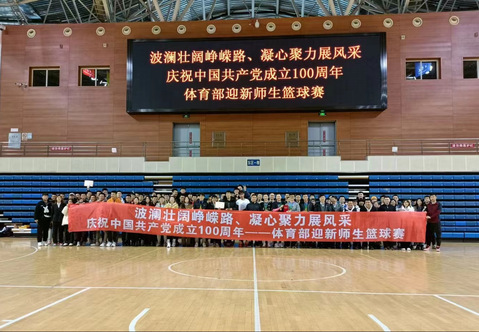 波澜壮阔峥嵘路、凝心聚力展风采
庆祝中国共产党成立100周年
体育部迎新师生篮球赛
波澜壮阔峥嵘路、凝心聚力展风采
庆祝中国共产党成立100周年——体育部迎新师生篮球赛